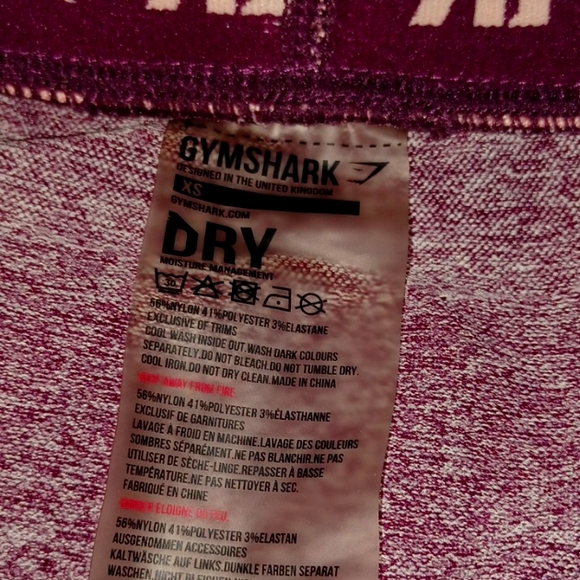 GYMSHARK
DESIGNED IN THE UNITED KINGDOM
XS
GYMSHARK.COM
DRY
MOISTURE MANAGEMENT
30
56%NYLON 41%POLYESTER 3%ELASTANE
EXCLUSIVE OF TRIMS
COOL WASH INSIDE OUT.WASH DARK COLOURS
SEPARATELY.DO NOT BLEACH.DO NOT TUMBLE DRY.
COOL IRON.DO NOT DRY CLEAN.MADE IN CHINA
KEEP AWAY FROM FIRE.
56%NYLON 41%POLYESTER 3%ÉLASTHANNE
EXCLUSIF DE GARNITURES
LAVAGE À FROID EN MACHINE.LAVAGE DES COULEURS
SOMBRES SÉPARÉMENT.NE PAS BLANCHIR.NE PAS
UTILISER DE SÈCHE-LINGE.REPASSER À BASSE
TEMPÉRATURE.NE PAS NETTOYER À SEC.
FABRIQUÉ EN CHINE
56%NYLON 41%POLYESTER 3%ELASTAN
AUSGENOMMEN ACCESSOIRES
KALTWÄSCHE AUF LINKS.DUNKLE FARBEN SEPARAT
WASCHEN.NICHT BLEICHEN